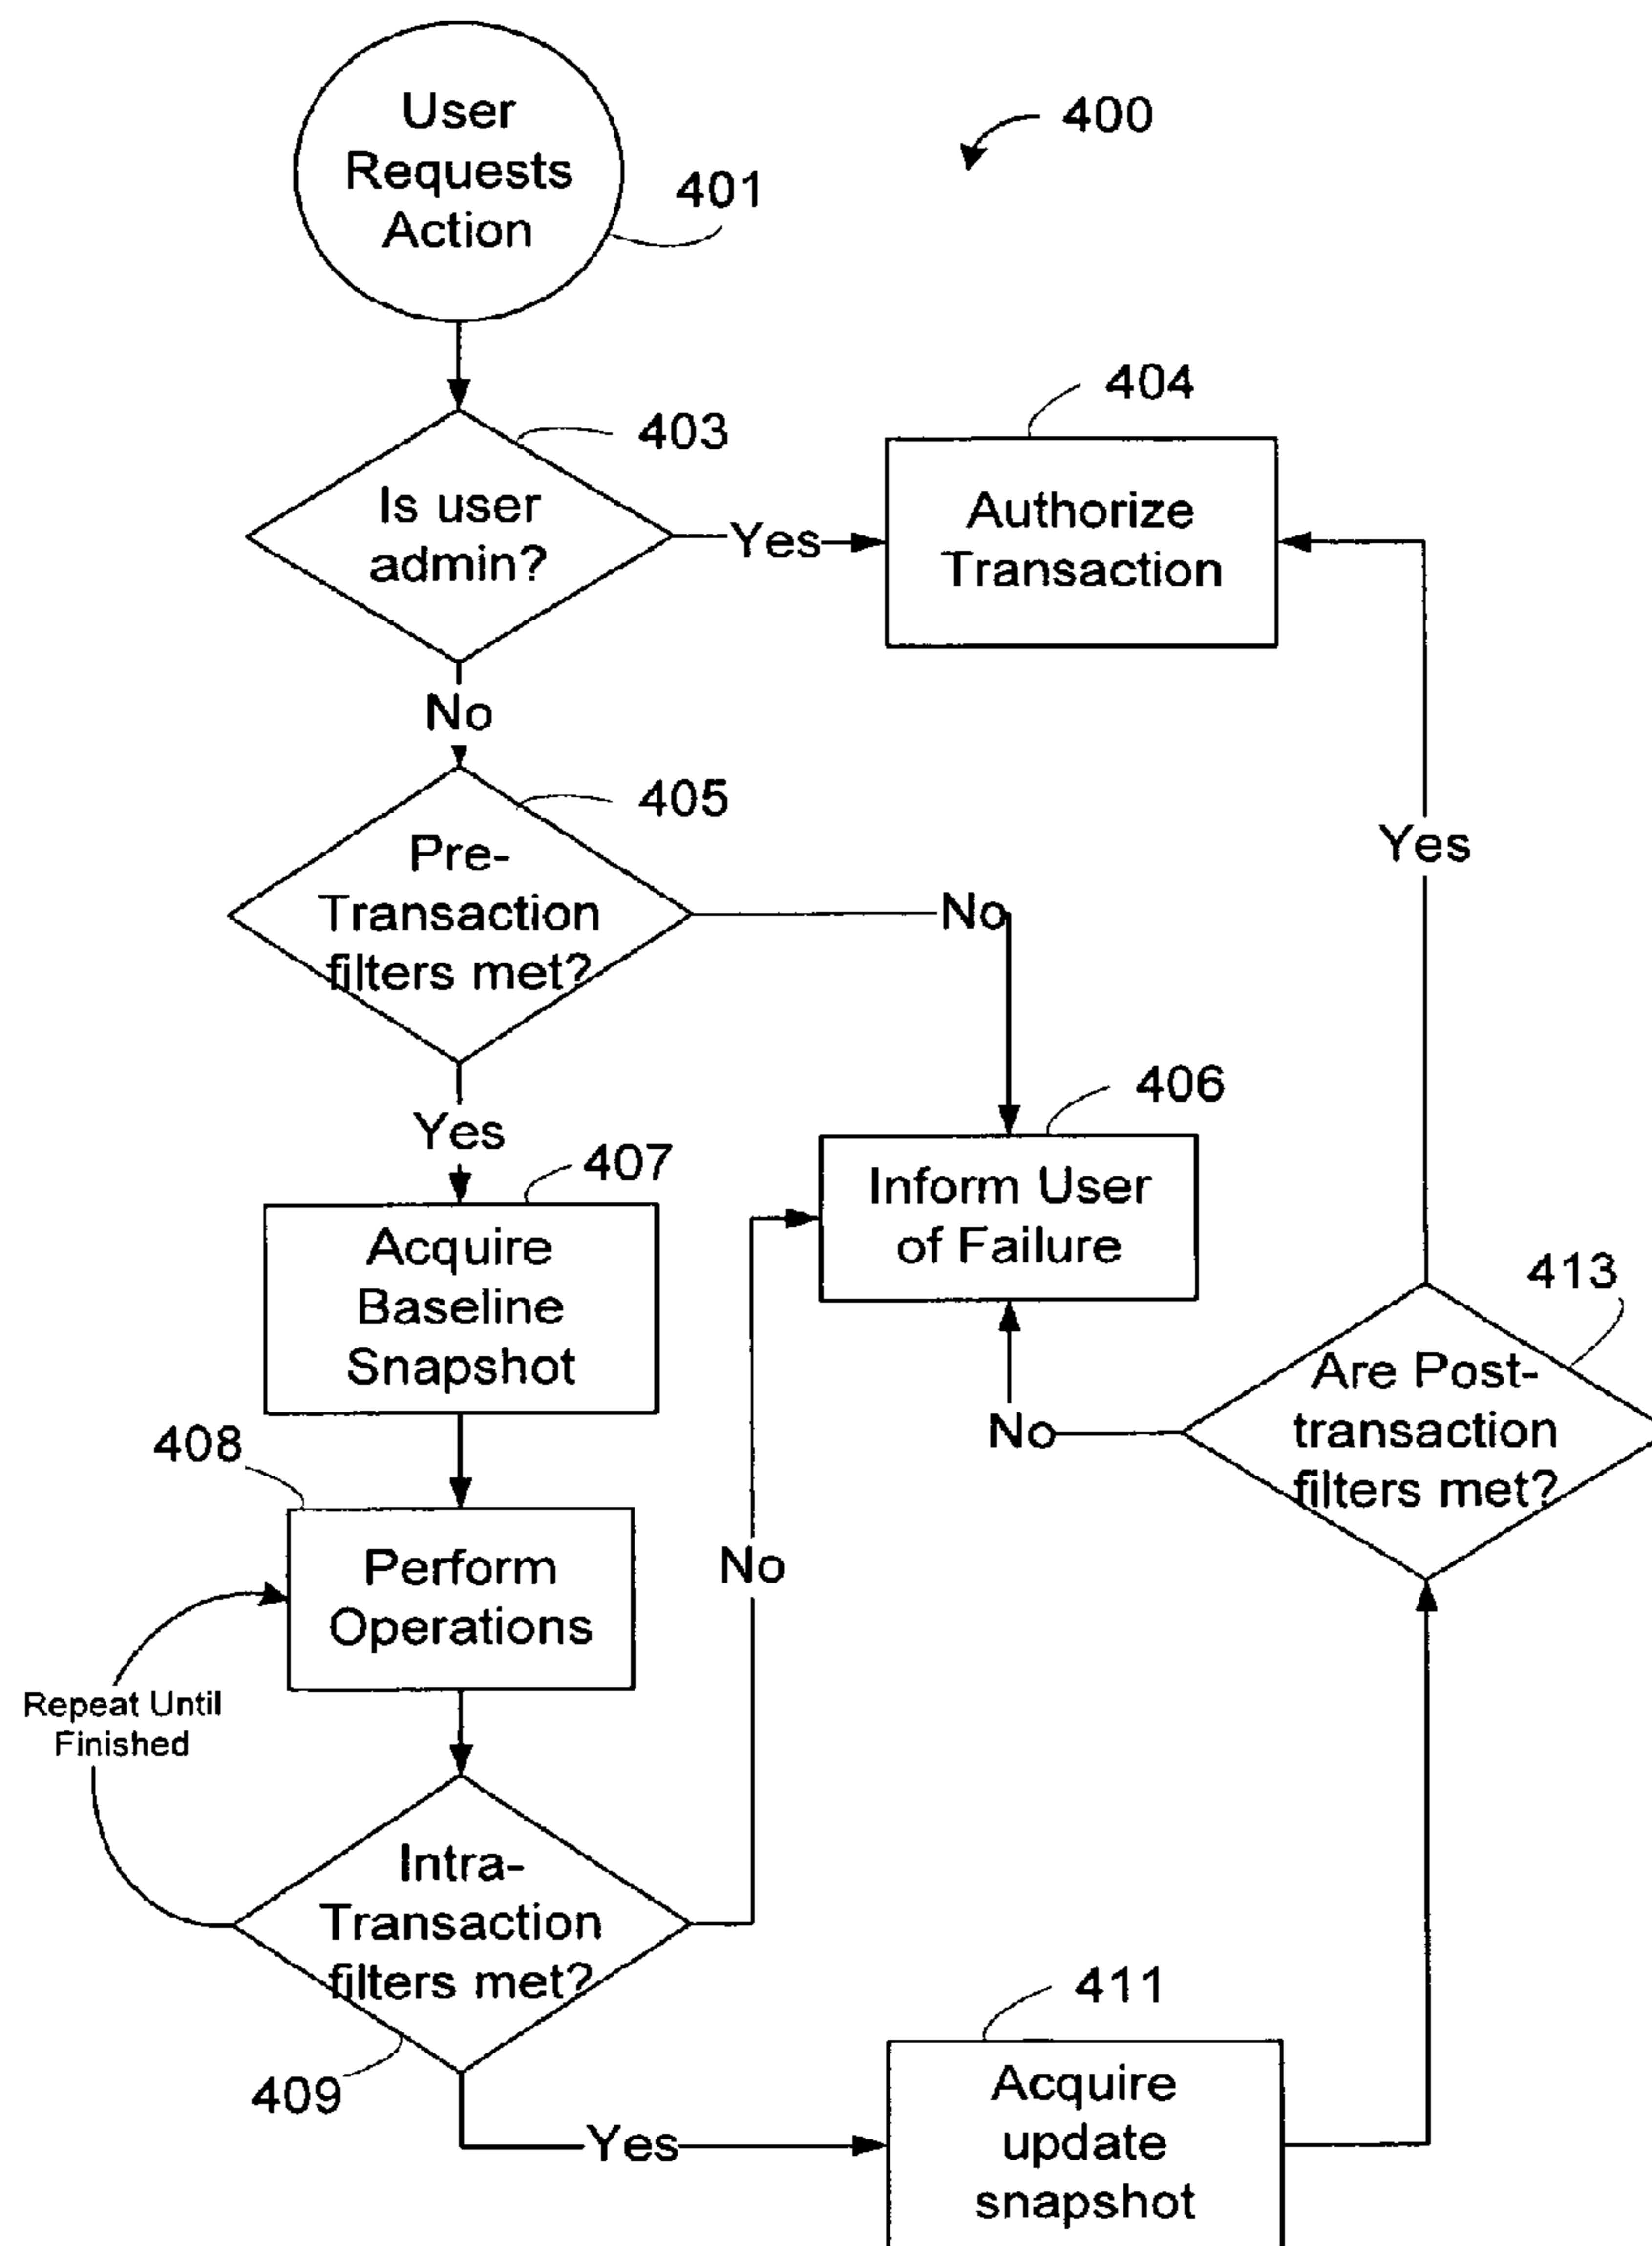 User
Requests
Action
400
401
404
403
Is user
admin?
Yes
Authorize
Transaction
No
405
Pre-
Transaction
filters met?
No
Yes
406
Yes
407
Inform User
of Failure
Acquire
Baseline
Snapshot
413
Are Post-
transaction
filters met?
No
408
Perform
Operations
No
Repeat Until
Finished
Intra-
Transaction
filters met?
409
411
Yes
Acquire
update
snapshot